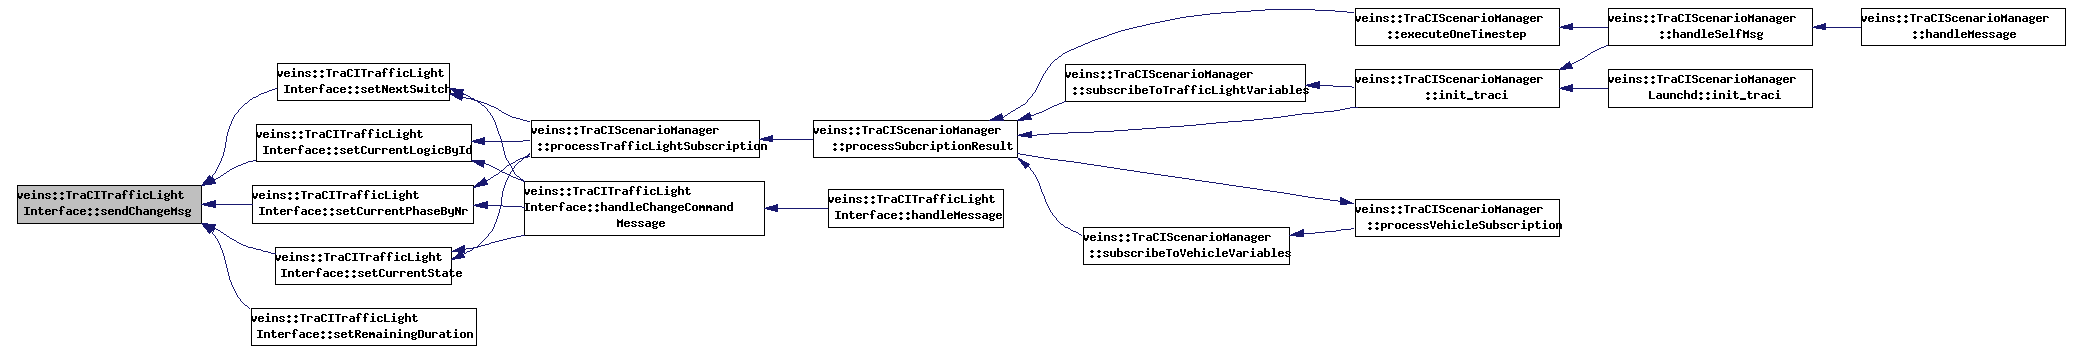 veins::TraCITrafficLight
Interface::sendChangeMsg
veins::TraCITrafficLight
Interface::setNextSwitch
veins::TraCITrafficLight
Interface::setCurrentLogicById
veins::TraCITrafficLight
Interface::setCurrentPhaseByNr
veins::TraCITrafficLight
Interface::setCurrentState
veins::TraCITrafficLight
Interface::setRemainingDuration
veins::TraCIScenarioManager
::processTrafficLightSubscription
veins::TraCITrafficLight
Interface::handleChangeCommand
Message
veins::TraCIScenarioManager
::processSubcriptionResult
veins::TraCITrafficLight
Interface::handleMessage
veins::TraCIScenarioManager
::subscribeToTrafficLightVariables
veins::TraCIScenarioManager
::subscribeToVehicleVariables
veins::TraCIScenarioManager
::executeOneTimestep
veins::TraCIScenarioManager
::init_traci
veins::TraCIScenarioManager
::processVehicleSubscription
veins::TraCIScenarioManager
::handleSelfMsg
veins::TraCIScenarioManager
Launchd::init_traci
veins::TraCIScenarioManager
::handleMessage